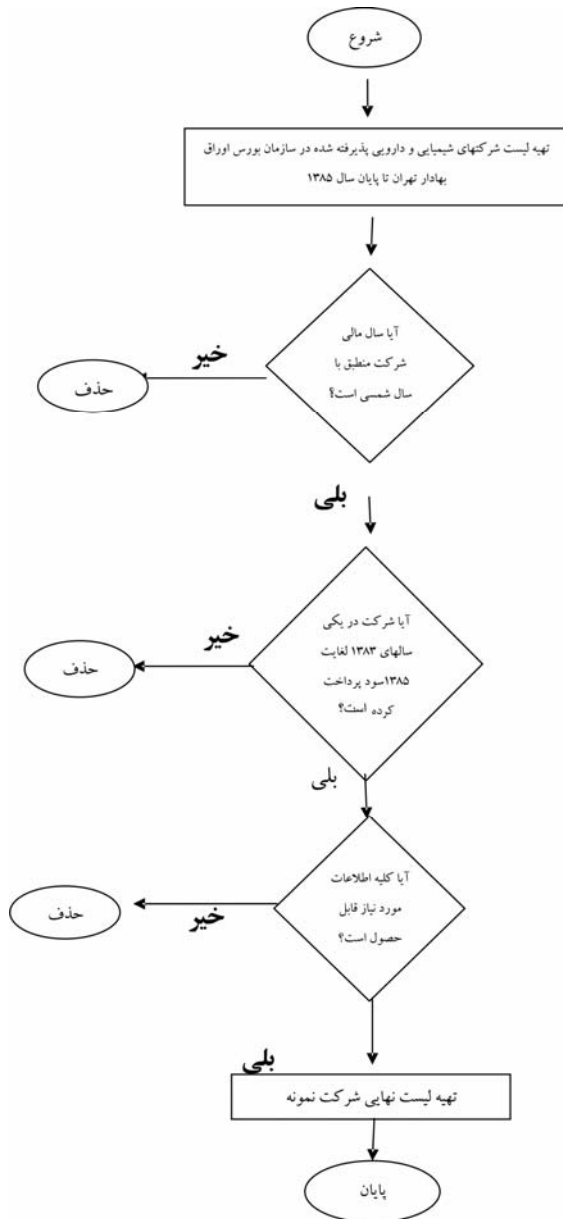 شروع
تهیه لیست شرکتهای شیمیایی و دارویی پذیرفته شده در سازمان بورس اوراق
بهادار تهران تا پایان سال ۱۳۸۵
آیا سال مالی
شرکت منطبق با
سال شمسی است؟
خیر
حذف
بلی
آیا شرکت در یکی
سالهای ۱۳۸۳ لغایت
۱۳۸۵سود پرداخت
کرده است؟
خیر
حذف
بلی
آیا کلیه اطلاعات
مورد نیاز قابل
حصول است؟
خیر
حذف
بلی
تهیه لیست نهایی شرکت نمونه
پایان